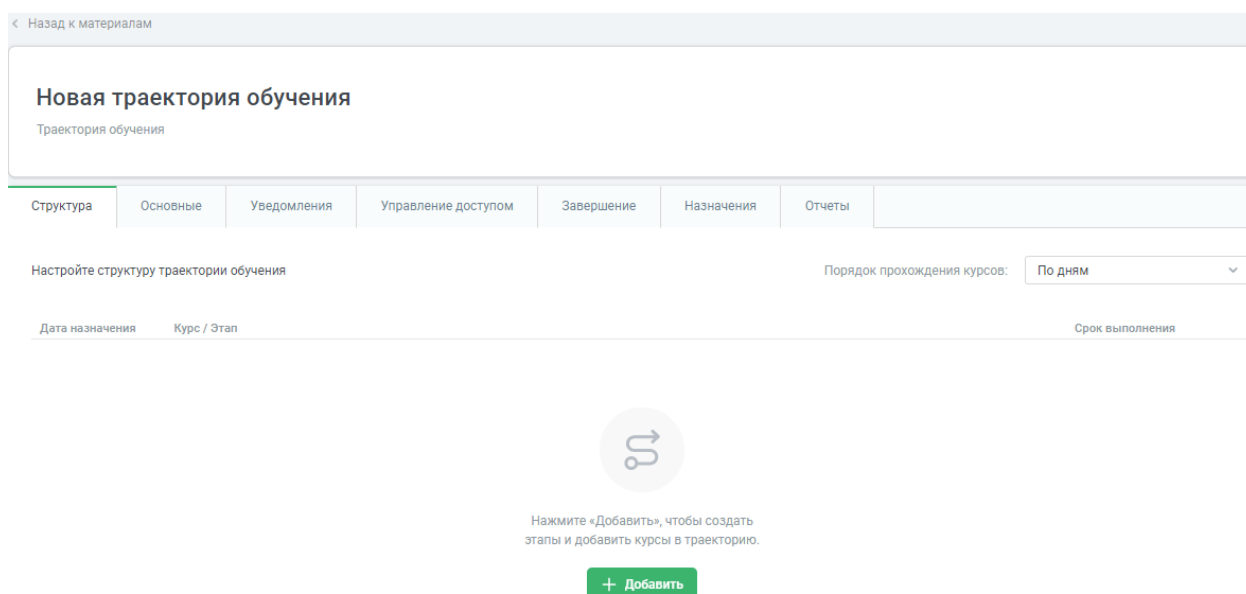 Назад к материалам
Новая траектория обучения
Траектория обучения
Структура Основные Уведомления Управление доступом Завершение Назначения Отчеты
Настройте структуру траектории обучения Порядок прохождения курсов: По дням
Дата назначения Курс / Этап Срок выполнения
Нажмите «Добавить», чтобы создать
этапы и добавить курсы в траекторию.
+ Добавить